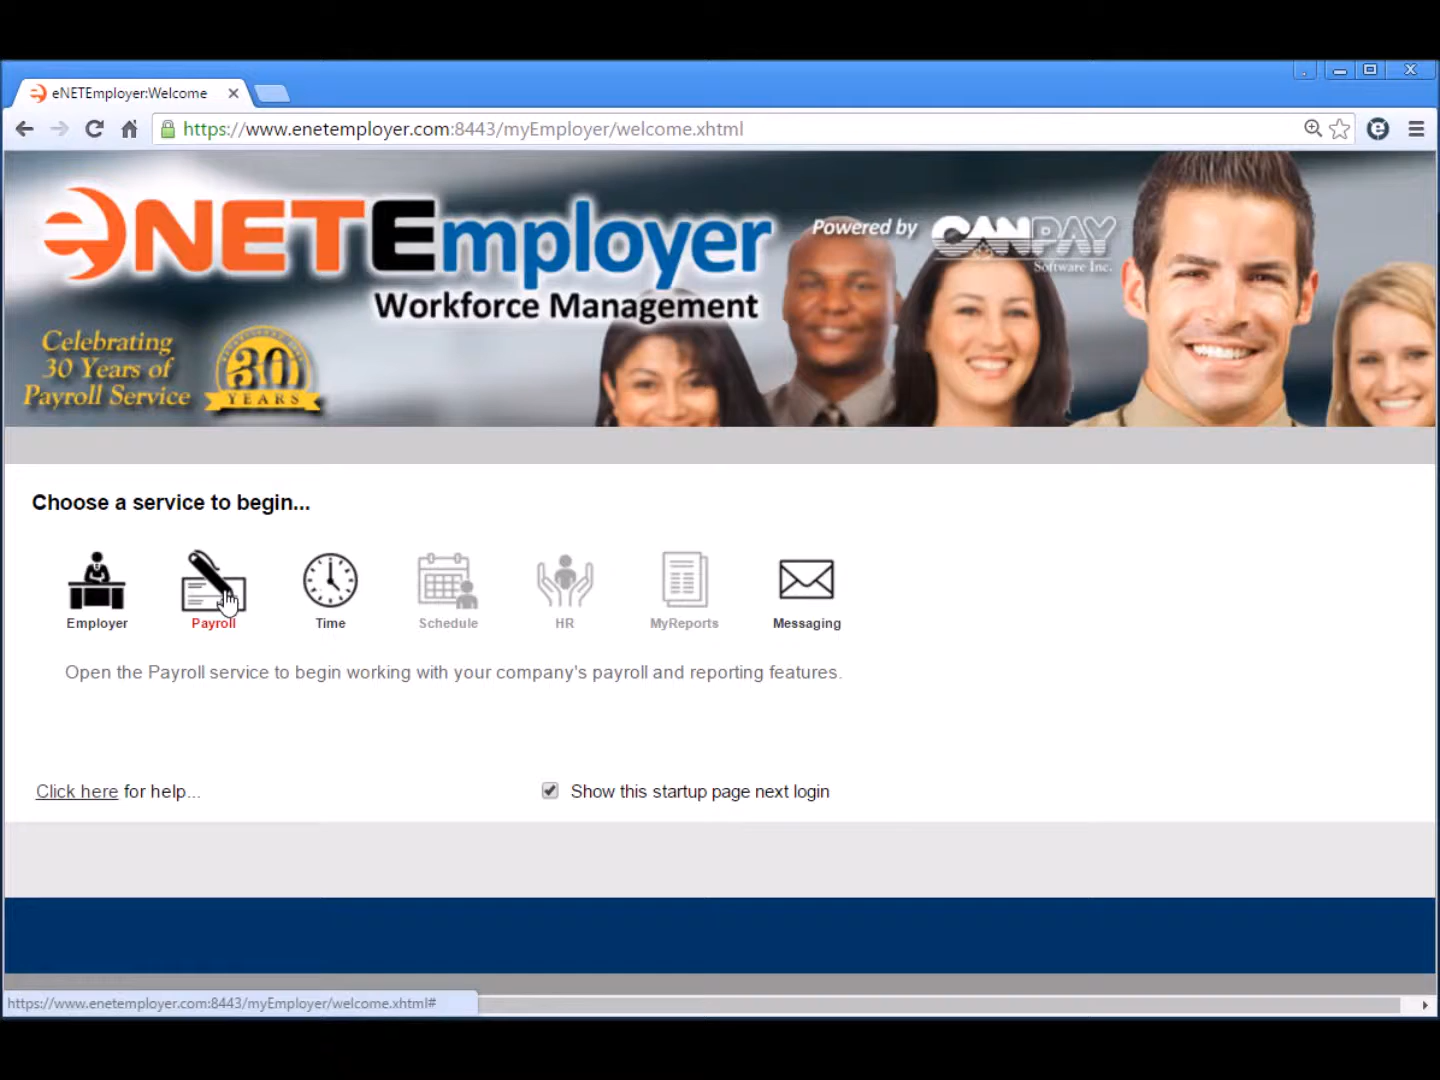 eNETEmployer:Welcome
https://www.enetemployer.com:8443/myEmployer/welcome.xhtml
eNETEmployer
Workforce Management
Powered by CANPAY
Software Inc.
Celebrating
30 Years of
Payroll Service
30
YEARS
Choose a service to begin...
Employer Payroll Time Schedule HR MyReports Messaging
Open the Payroll service to begin working with your company's payroll and reporting features.
Click here for help... Show this startup page next login
https://www.enetemployer.com:8443/myEmployer/welcome.xhtml#